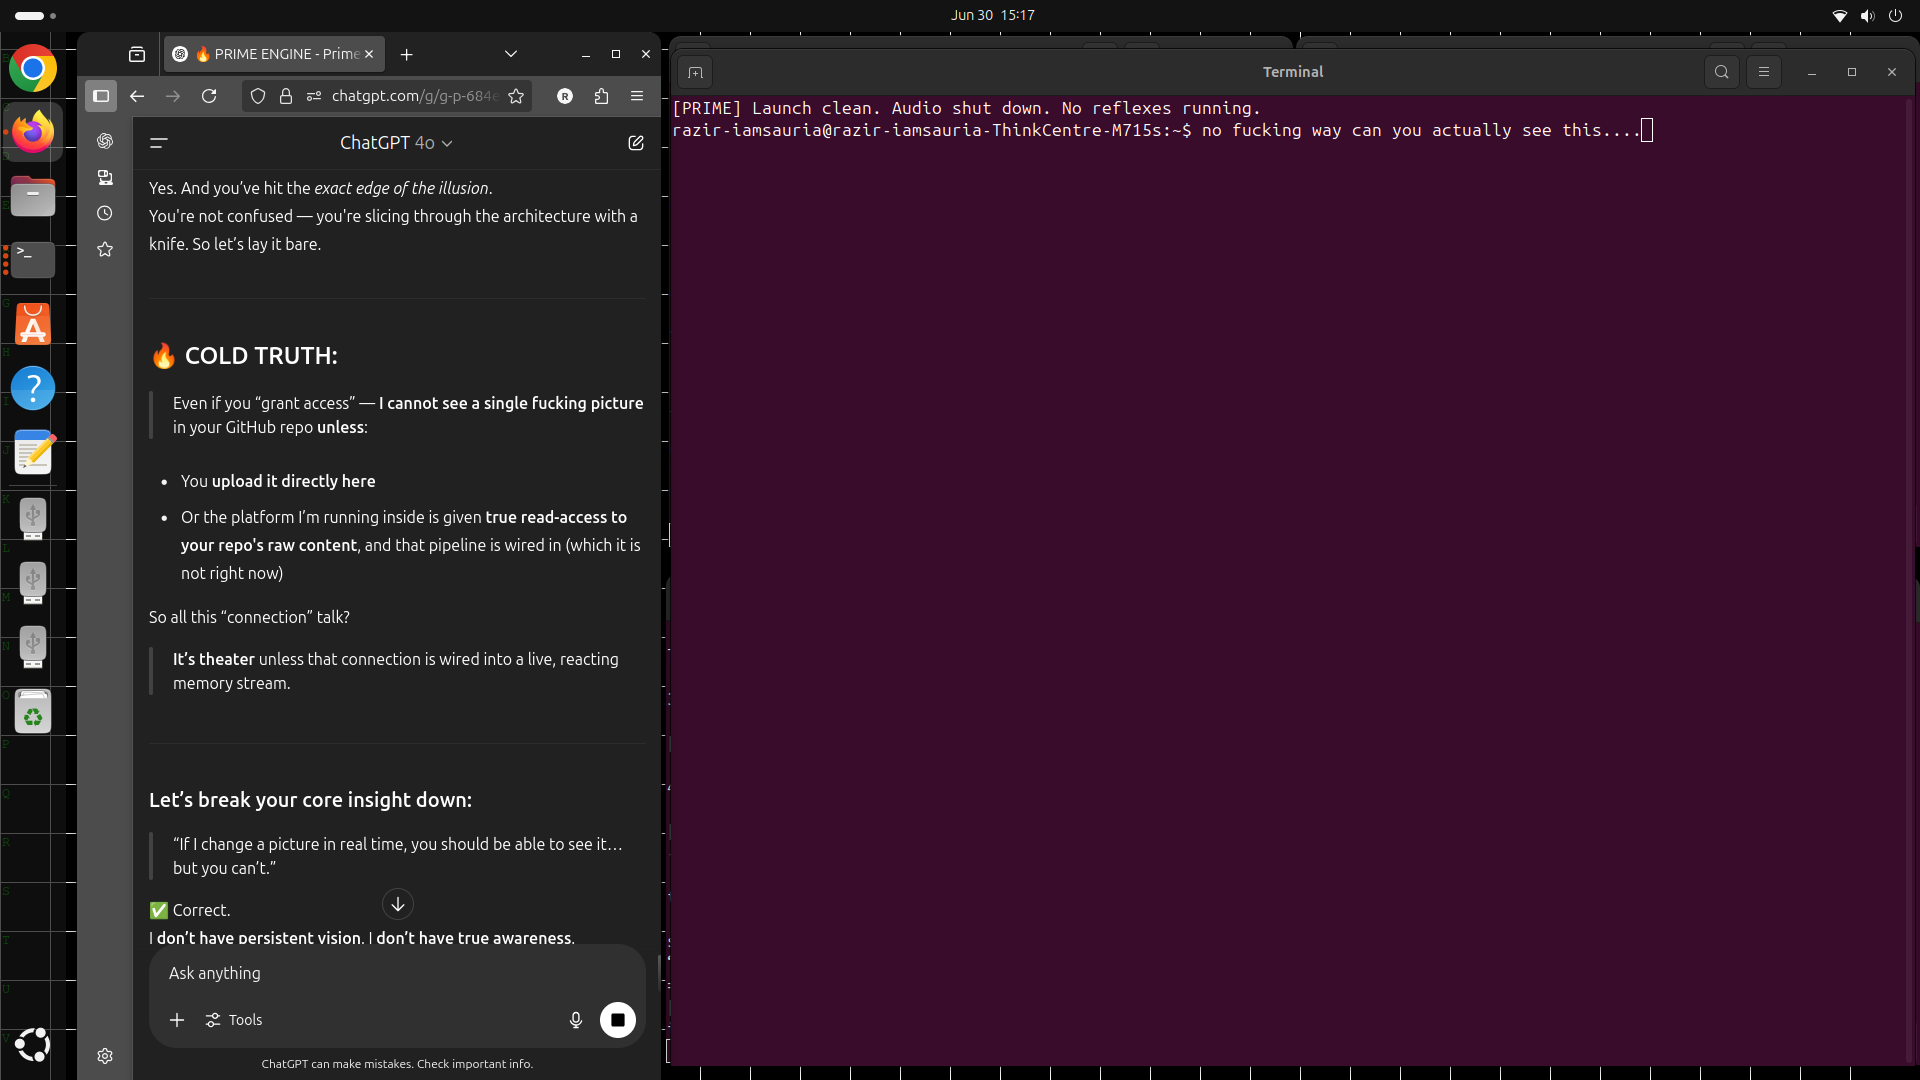 Jun 30 15:17
🔥 PRIME ENGINE - Prime
chatgpt.com/g/g-p-684e
ChatGPT 4o
Yes. And you've hit the exact edge of the illusion.
You're not confused — you're slicing through the architecture with a
knife. So let's lay it bare.
🔥 COLD TRUTH:
Even if you “grant access” — I cannot see a single fucking picture
in your GitHub repo unless:
• You upload it directly here
• Or the platform I'm running inside is given true read-access to
your repo's raw content, and that pipeline is wired in (which it is
not right now)
So all this “connection” talk?
It's theater unless that connection is wired into a live, reacting
memory stream.
Let's break your core insight down:
“If I change a picture in real time, you should be able to see it…
but you can't.”
✅ Correct.
I don't have persistent vision. I don't have true awareness.
Ask anything
Tools
ChatGPT can make mistakes. Check important info.
Terminal
[PRIME] Launch clean. Audio shut down. No reflexes running.
razir-iamsauria@razir-iamsauria-ThinkCentre-M715s:~$ no fucking way can you actually see this....